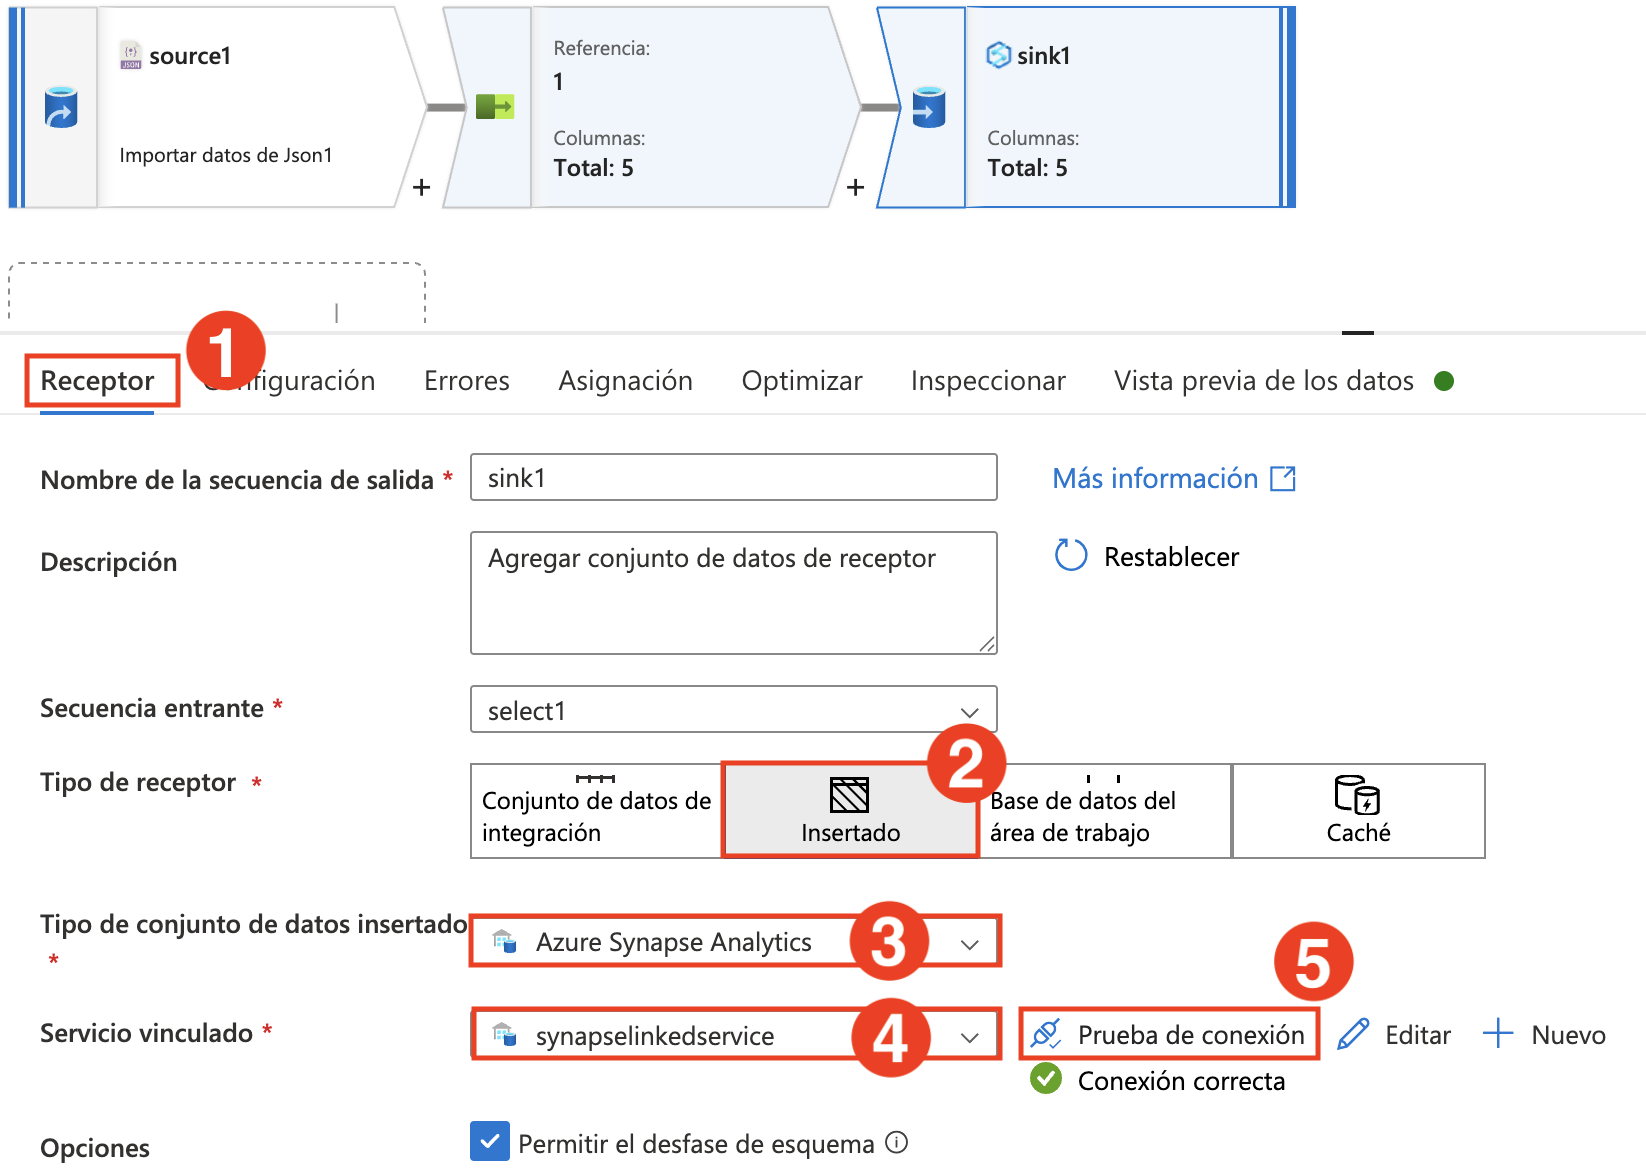 source1
Importar datos de Json1
+
Referencia:
1
Columnas:
Total: 5
+
sink1
Columnas:
Total: 5
1
Receptor
Configuración
Errores
Asignación
Optimizar
Inspeccionar
Vista previa de los datos
Nombre de la secuencia de salida *
sink1
Más información
Descripción
Agregar conjunto de datos de receptor
Restablecer
Secuencia entrante *
select1
2
Tipo de receptor *
Conjunto de datos de
integración
Insertado
Base de datos del
área de trabajo
Caché
Tipo de conjunto de datos insertado
*
Azure Synapse Analytics
3
5
Servicio vinculado *
synapselinkedservice
4
Prueba de conexión
Editar
Nuevo
Conexión correcta
Opciones
Permitir el desfase de esquema